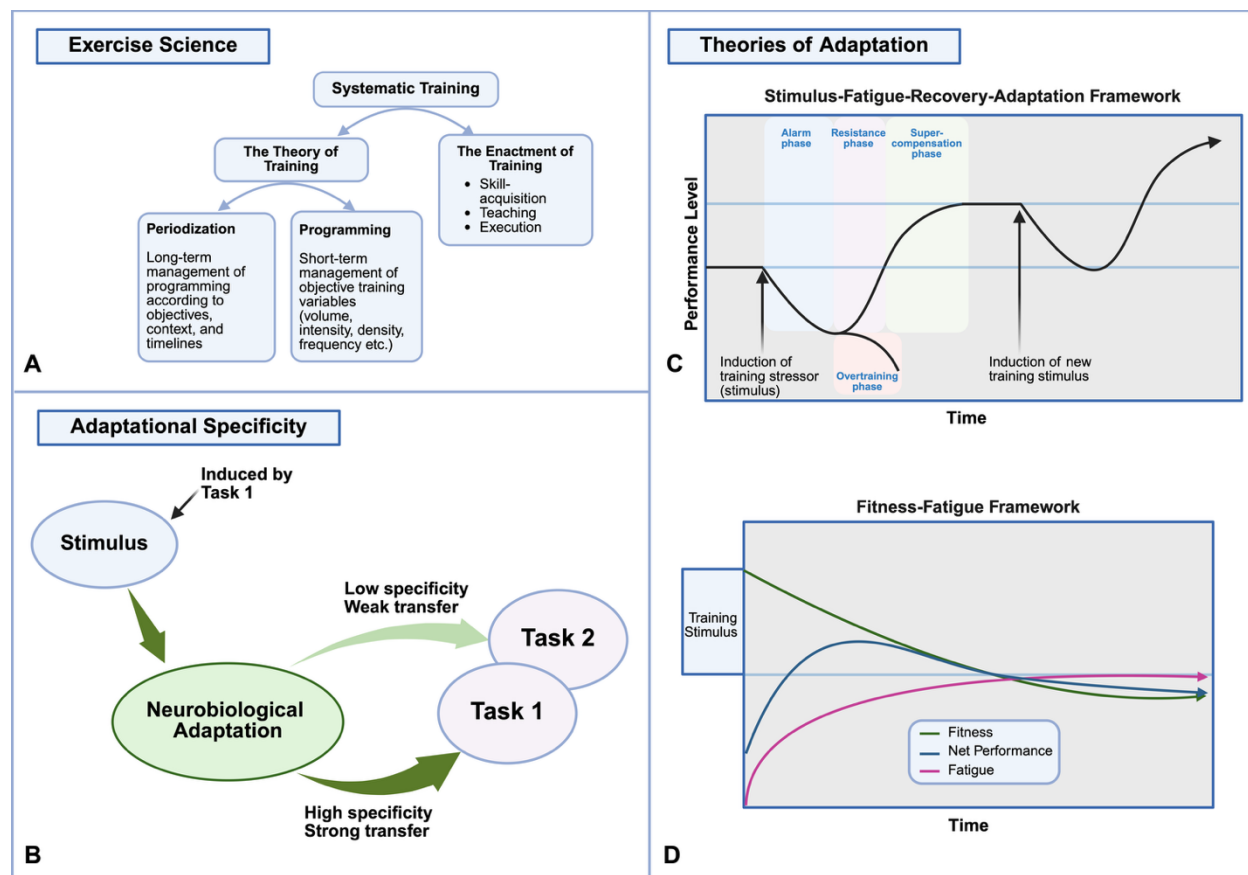 Exercise Science
Systematic Training
The Theory of
Training
The Enactment of
Training
• Skill-
acquisition
• Teaching
• Execution
Periodization
Long-term
management of
programming
according to
objectives,
context, and
timelines
Programming
Short-term
management of
objective training
variables
(volume,
intensity, density,
frequency etc.)
A
Adaptational Specificity
Induced by
Task 1
Stimulus
Low specificity
Weak transfer
Task 2
Task 1
Neurobiological
Adaptation
High specificity
Strong transfer
B
Theories of Adaptation
Stimulus-Fatigue-Recovery-Adaptation Framework
Performance Level
Alarm
phase
Resistance
phase
Super-
compensation
phase
Induction of
training stressor
(stimulus)
Overtraining
phase
Induction of new
training stimulus
Time
C
Fitness-Fatigue Framework
Training
Stimulus
Fitness
Net Performance
Fatigue
Time
D